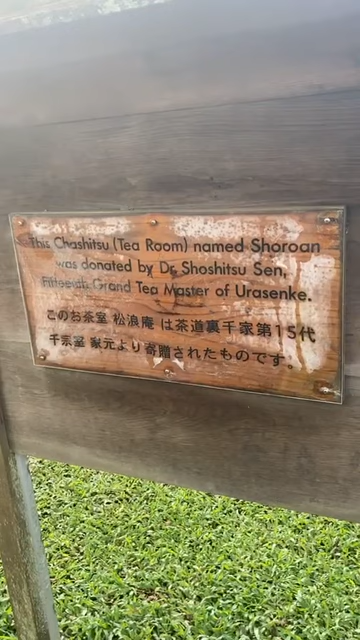 This Chashitsu (Tea Room) named Shoroan
was donated by Dr. Shoshitsu Sen,
Fifteenth Grand Tea Master of Urasenke.
このお茶室 松浪庵 は茶道裏千家第15代
千宗室 家元より寄贈されたものです。